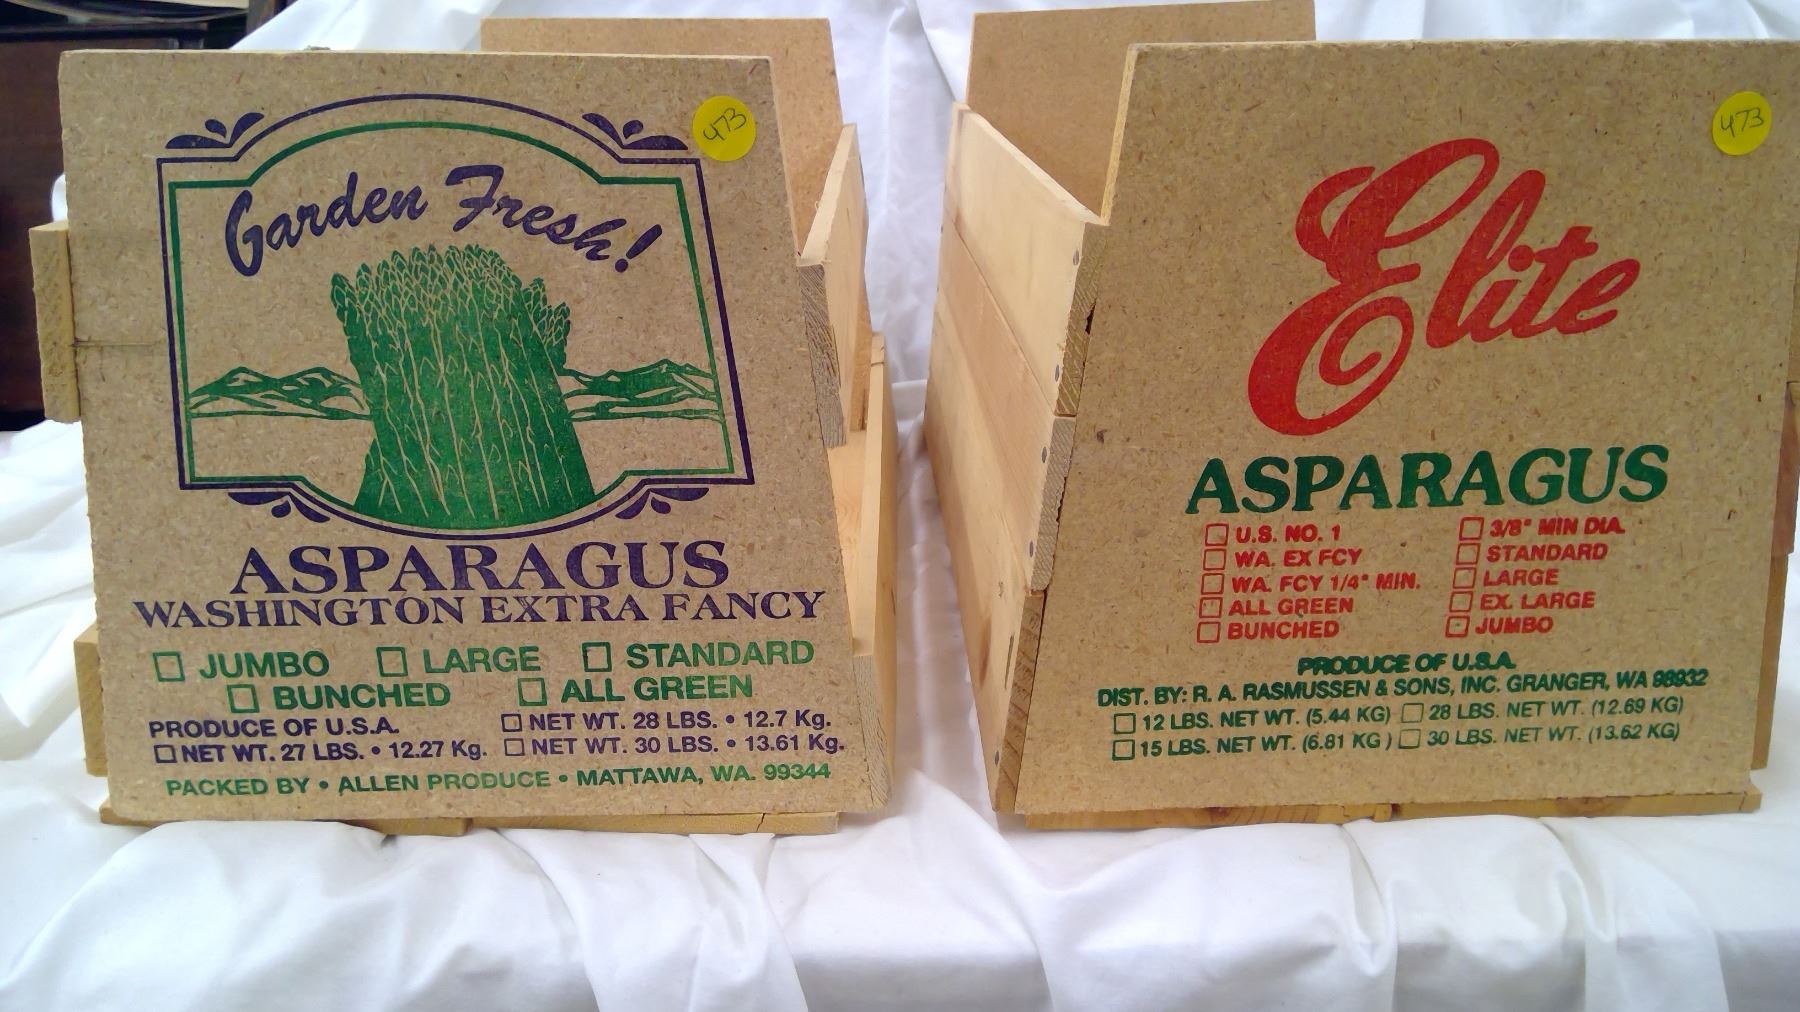 473
Garden Fresh!
ASPARAGUS
WASHINGTON EXTRA FANCY
JUMBO LARGE STANDARD
BUNCHED ALL GREEN
PRODUCE OF U.S.A. NET WT. 28 LBS. • 12.7 Kg.
NET WT. 27 LBS. • 12.27 Kg. NET WT. 30 LBS. • 13.61 Kg.
PACKED BY • ALLEN PRODUCE • MATTAWA, WA. 99344
473
Elite
ASPARAGUS
U.S. NO. 1 3/8" MIN DIA.
WA. EX FCY STANDARD
WA. FCY 1/4" MIN. LARGE
ALL GREEN EX. LARGE
BUNCHED JUMBO
PRODUCE OF U.S.A.
DIST. BY: R. A. RASMUSSEN & SONS, INC. GRANGER, WA 98932
12 LBS. NET WT. (5.44 KG) 28 LBS. NET WT. (12.69 KG)
15 LBS. NET WT. (6.81 KG ) 30 LBS. NET WT. (13.62 KG)